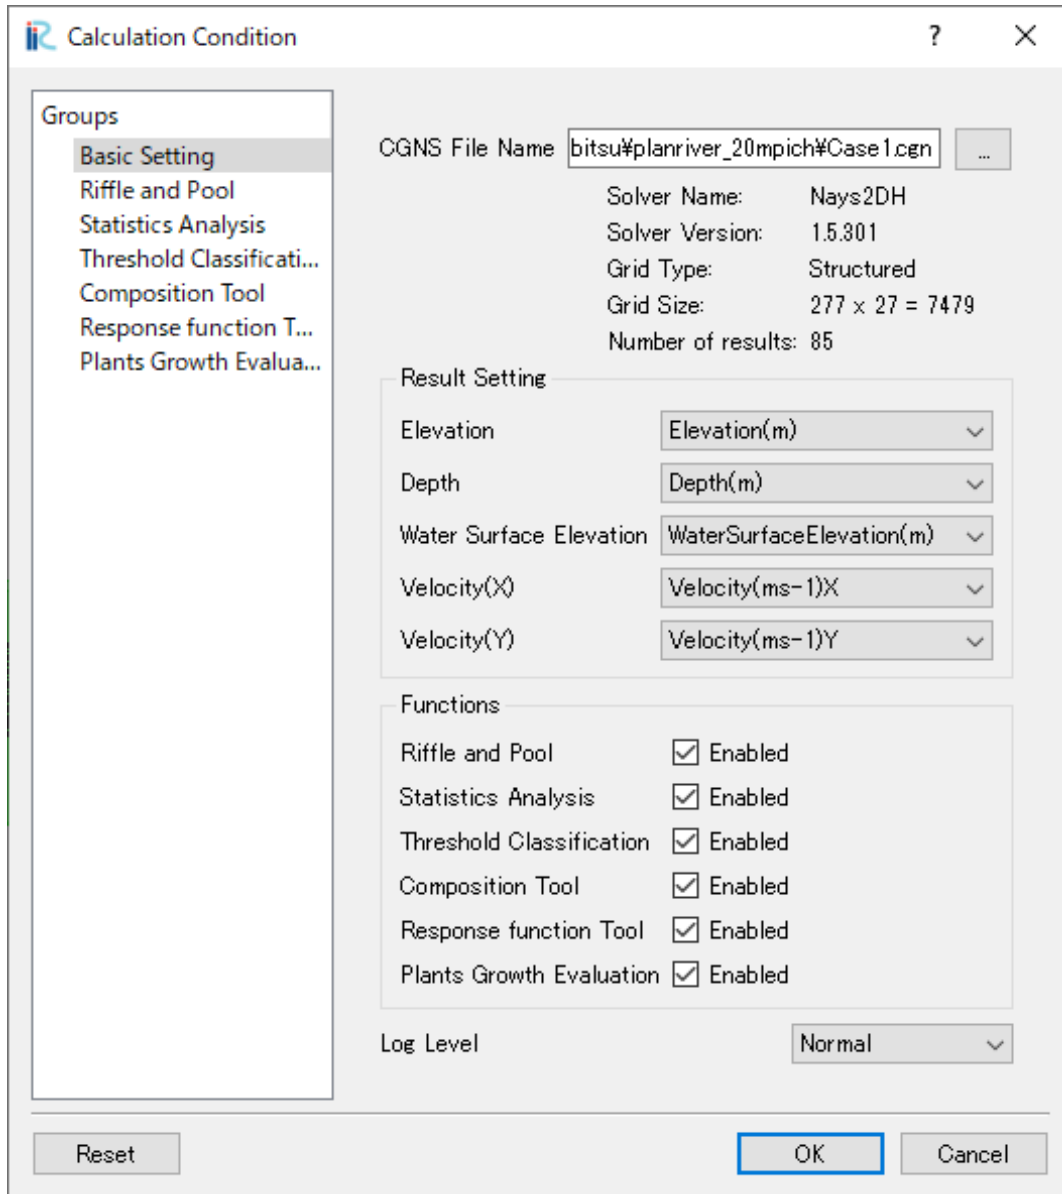 iRC Calculation Condition ?
Groups
Basic Setting
Riffle and Pool
Statistics Analysis
Threshold Classificati...
Composition Tool
Response function T...
Plants Growth Evalua...
CGNS File Name bitsu¥planriver_20mpich¥Case1.cgn ...
Solver Name: Nays2DH
Solver Version: 1.5.301
Grid Type: Structured
Grid Size: 277 x 27 = 7479
Number of results: 85
Result Setting
Elevation Elevation(m)
Depth Depth(m)
Water Surface Elevation WaterSurfaceElevation(m)
Velocity(X) Velocity(ms-1)X
Velocity(Y) Velocity(ms-1)Y
Functions
Riffle and Pool Enabled
Statistics Analysis Enabled
Threshold Classification Enabled
Composition Tool Enabled
Response function Tool Enabled
Plants Growth Evaluation Enabled
Log Level Normal
Reset OK Cancel